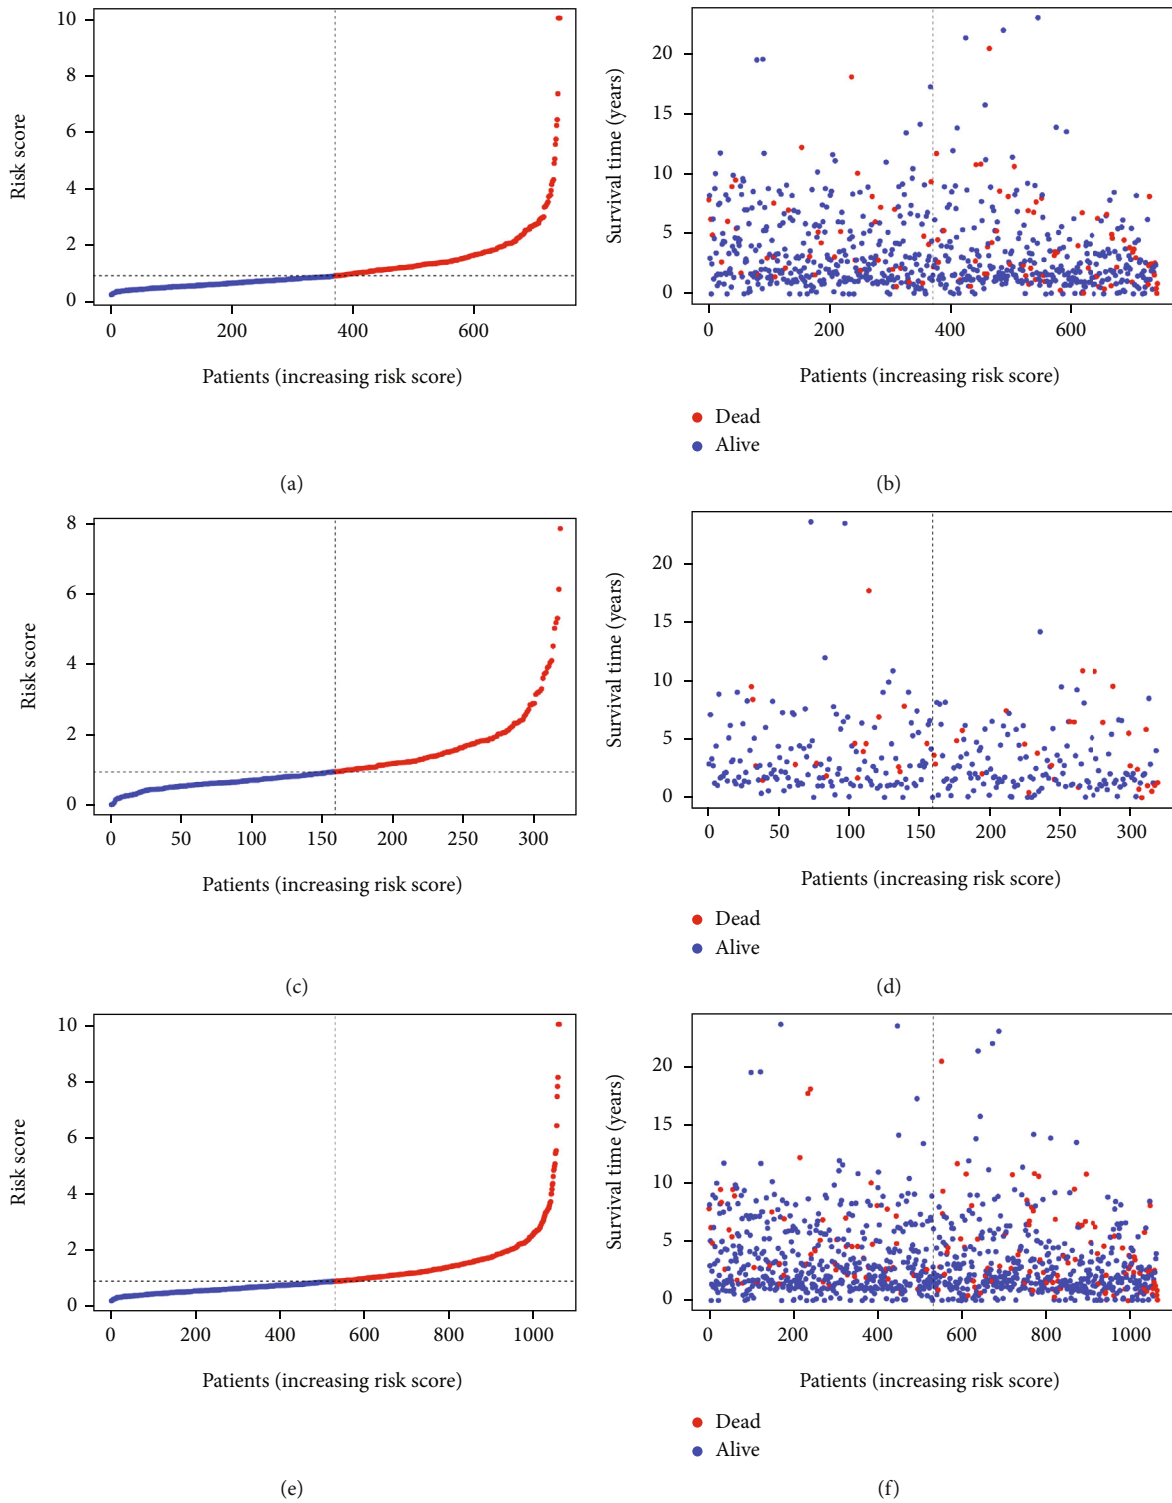 10
8
6
4
2
0
Risk score
0 200 400 600
Patients (increasing risk score)
(a)
20
15
10
5
0
Survival time (years)
0 200 400 600
Patients (increasing risk score)
Dead
Alive
(b)
8
6
4
2
0
Risk score
0 50 100 150 200 250 300
Patients (increasing risk score)
(c)
20
15
10
5
0
Survival time (years)
0 50 100 150 200 250 300
Patients (increasing risk score)
Dead
Alive
(d)
10
8
6
4
2
0
Risk score
0 200 400 600 800 1000
Patients (increasing risk score)
(e)
20
15
10
5
0
Survival time (years)
0 200 400 600 800 1000
Patients (increasing risk score)
Dead
Alive
(f)